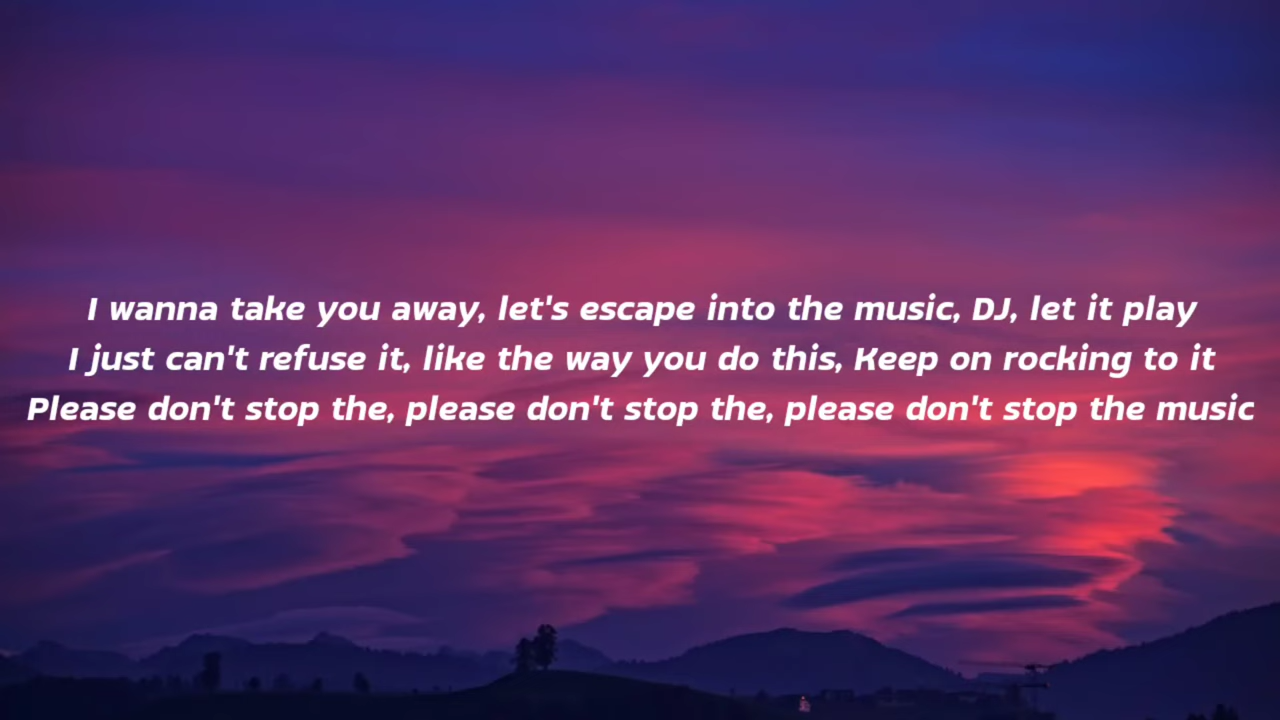 I wanna take you away, let's escape into the music, DJ, let it play
I just can't refuse it, like the way you do this, Keep on rocking to it
Please don't stop the, please don't stop the, please don't stop the music